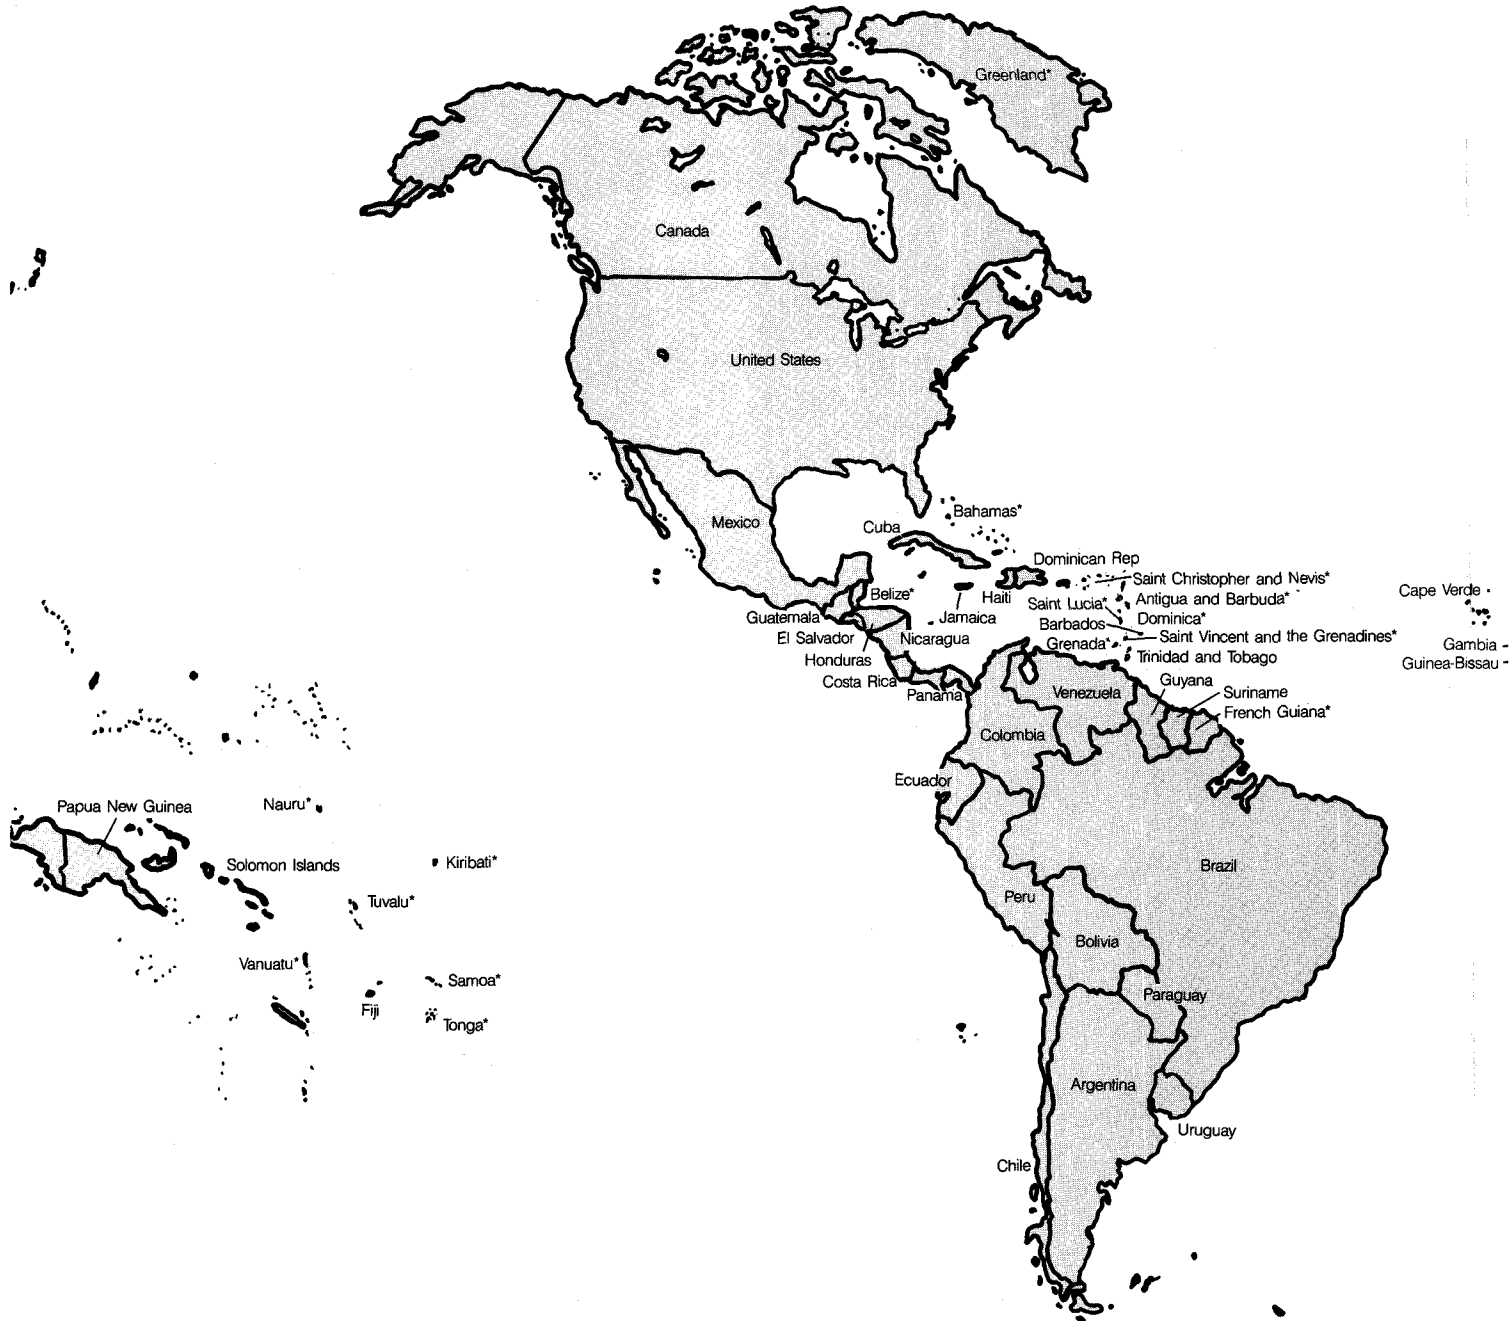 Greenland*
Canada
United States
Mexico
Bahamas*
Cuba
Dominican Rep
Saint Christopher and Nevis*
Cape Verde
Belize*
Haiti
Antigua and Barbuda*
Saint Lucia*
Guatemala
Jamaica
Dominica*
Barbados
El Salvador
Nicaragua
Saint Vincent and the Grenadines*
Grenada*
Gambia
Honduras
Trinidad and Tobago
Guinea-Bissau
Costa Rica
Guyana
Panama
Venezuela
Suriname
French Guiana*
Colombia
Ecuador
Papua New Guinea
Nauru*
Solomon Islands
Kiribati*
Brazil
Tuvalu*
Peru
Bolivia
Vanuatu*
Samoa*
Paraguay
Fiji
Tonga*
Argentina
Uruguay
Chile